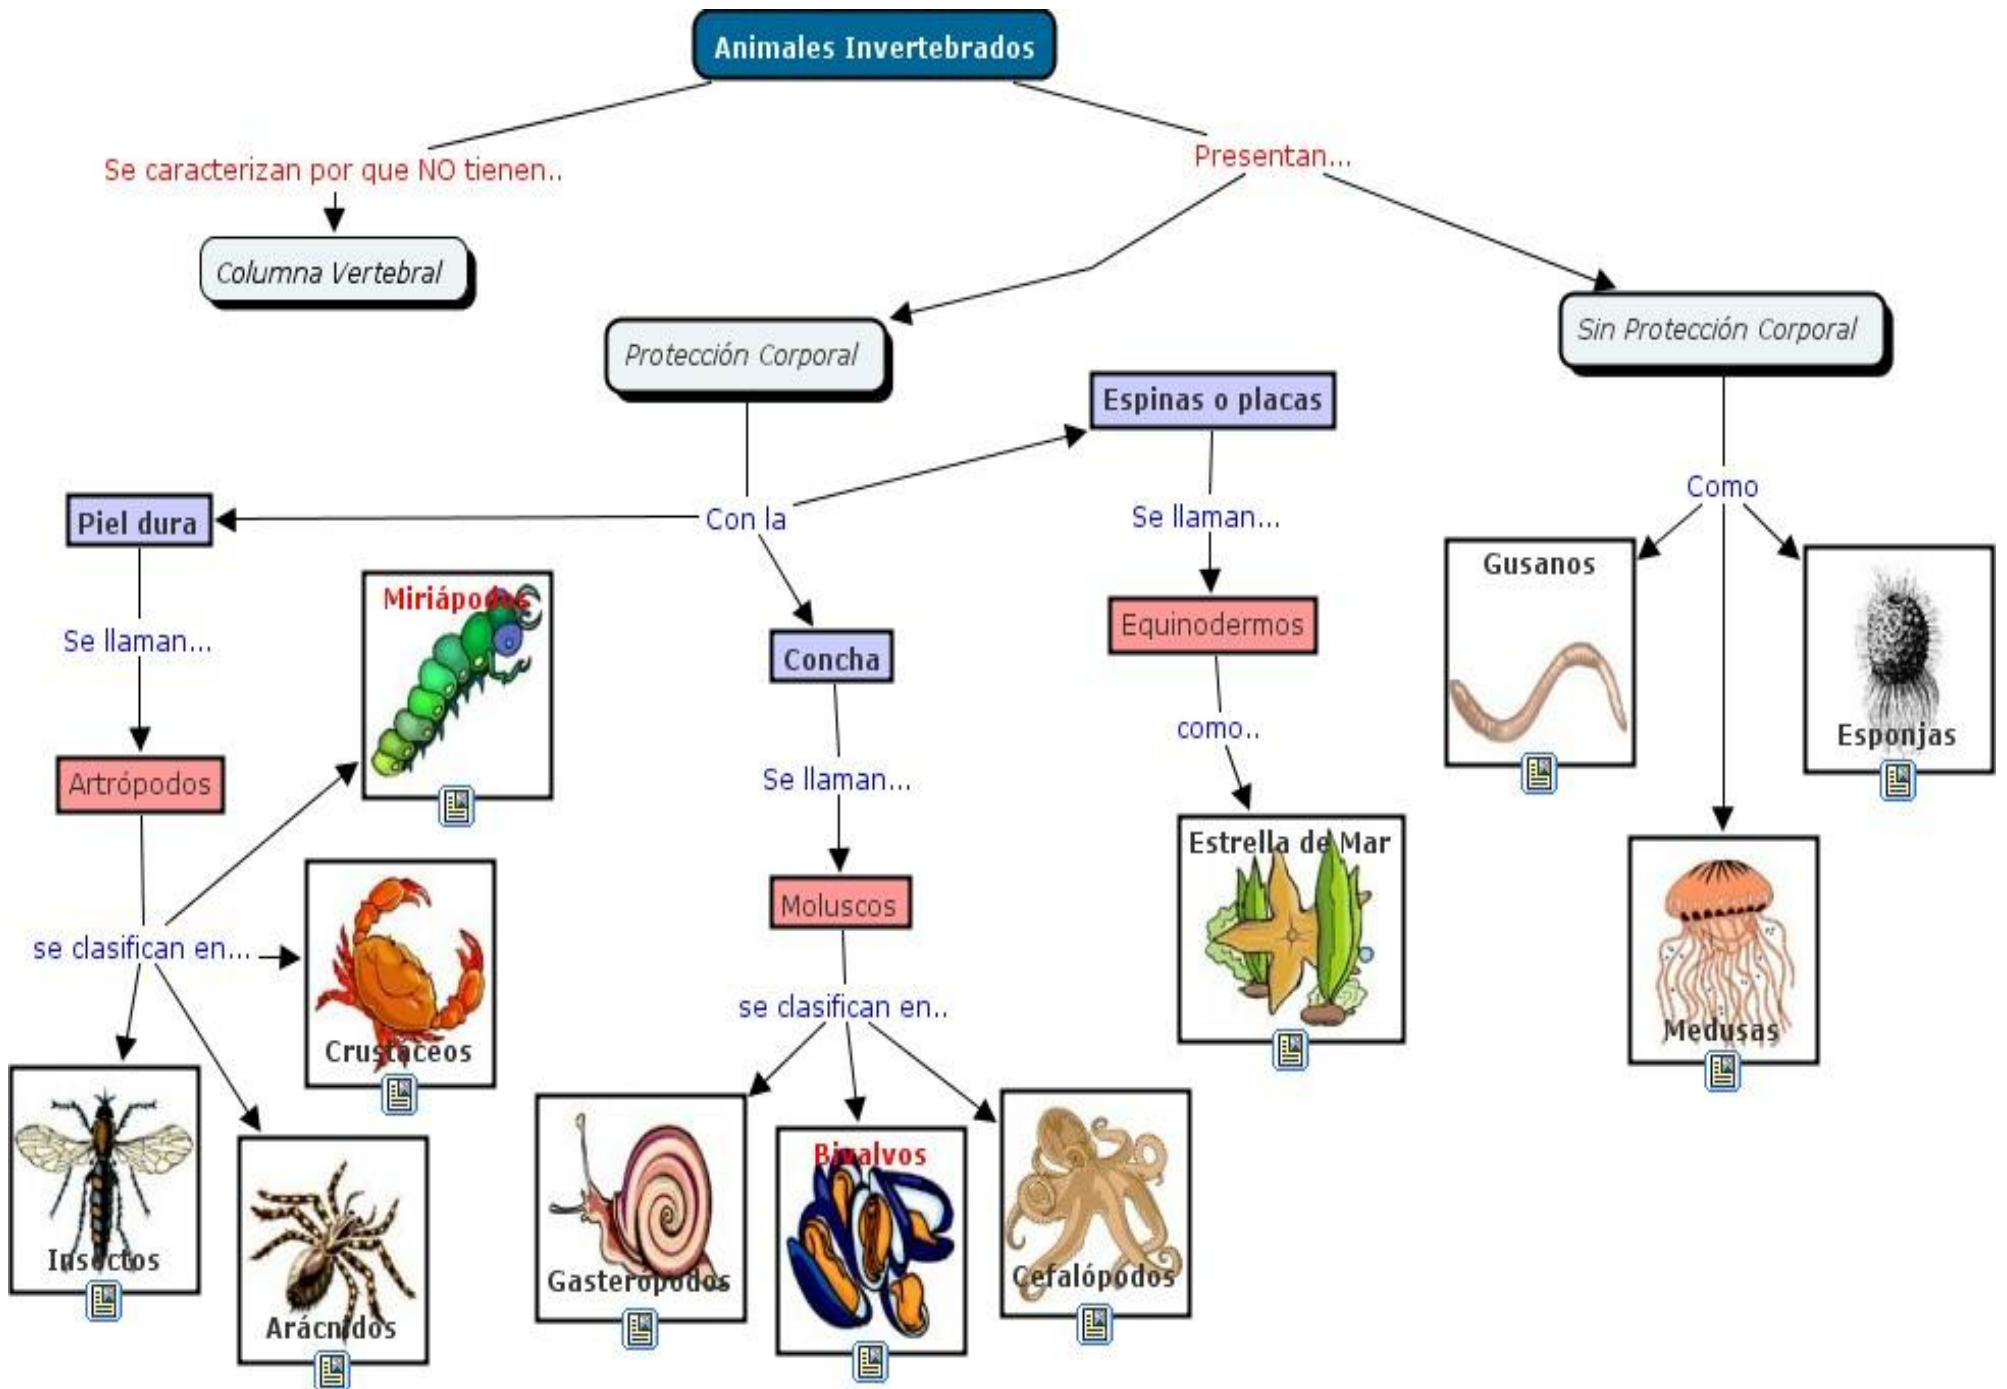 Animales Invertebrados
Se caracterizan por que NO tienen..
Columna Vertebral
Presentan...
Protección Corporal
Sin Protección Corporal
Con la
Piel dura
Se llaman...
Artrópodos
se clasifican en...
Miriápodos
Crustáceos
Insectos
Arácnidos
Concha
Se llaman...
Moluscos
se clasifican en..
Gasterópodos
Bivalvos
Cefalópodos
Espinas o placas
Se llaman...
Equinodermos
como..
Estrella de Mar
Como
Gusanos
Medusas
Esponjas